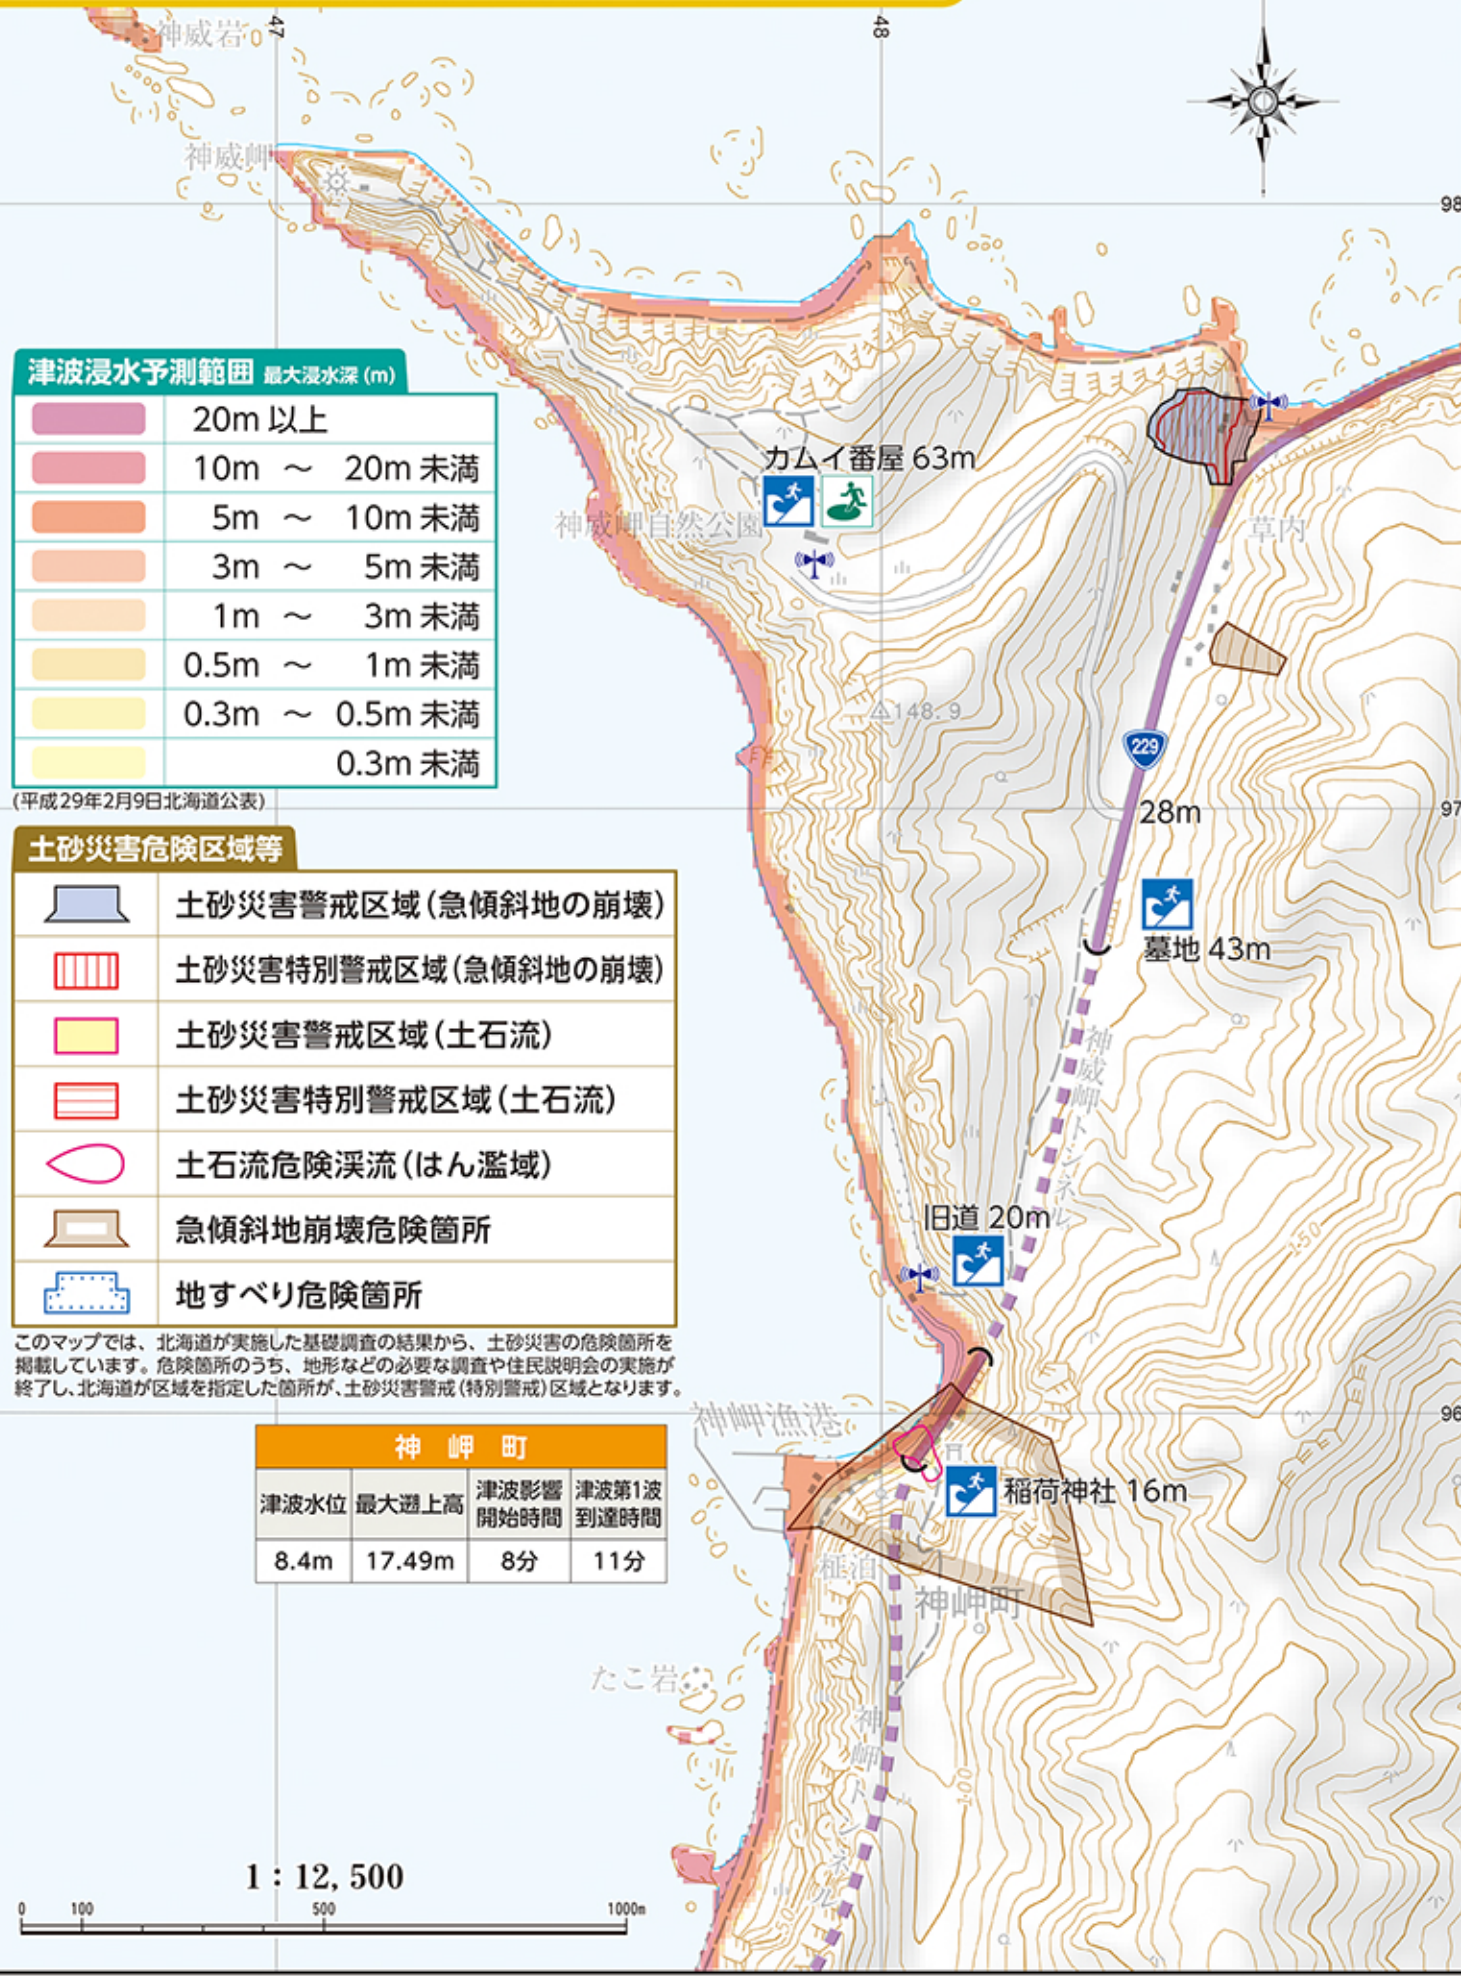 神威岩
47
48
神威岬
98
津波浸水予測範囲 最大浸水深(m)
20m 以上
10m ～ 20m 未満
5m ～ 10m 未満
3m ～ 5m 未満
1m ～ 3m 未満
0.5m ～ 1m 未満
0.3m ～ 0.5m 未満
0.3m 未満
(平成29年2月9日北海道公表)
カムイ番屋 63m
神威岬自然公園
草内
148.9
229
97
28m
墓地 43m
神威岬トンネル
土砂災害危険区域等
土砂災害警戒区域(急傾斜地の崩壊)
土砂災害特別警戒区域(急傾斜地の崩壊)
土砂災害警戒区域(土石流)
土砂災害特別警戒区域(土石流)
土石流危険渓流(はん濫域)
急傾斜地崩壊危険箇所
地すべり危険箇所
このマップでは、北海道が実施した基礎調査の結果から、土砂災害の危険箇所を
掲載しています。危険箇所のうち、地形などの必要な調査や住民説明会の実施が
終了し、北海道が区域を指定した箇所が、土砂災害警戒(特別警戒)区域となります。
旧道 20m
150
96
神岬漁港
稲荷神社 16m
神岬町
津波水位 最大遡上高 津波影響開始時間 津波第1波到達時間
8.4m 17.49m 8分 11分
柾泊
神岬町
たこ岩
神岬トンネル
100
50
1：12,500
0 100 500 1000m